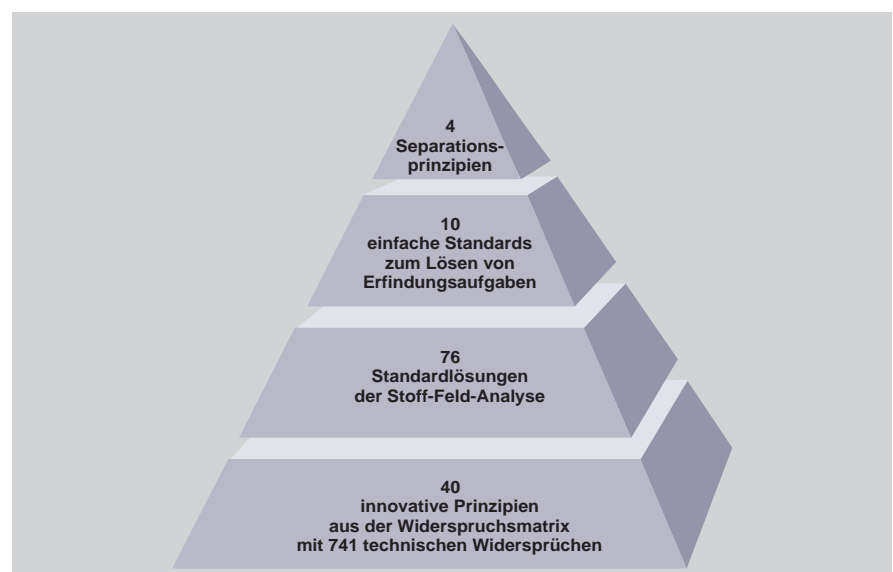 4
Separations-
prinzipien
10
einfache Standards
zum Lösen von
Erfindungsaufgaben
76
Standardlösungen
der Stoff-Feld-Analyse
40
innovative Prinzipien
aus der Widerspruchsmatrix
mit 741 technischen Widersprüchen